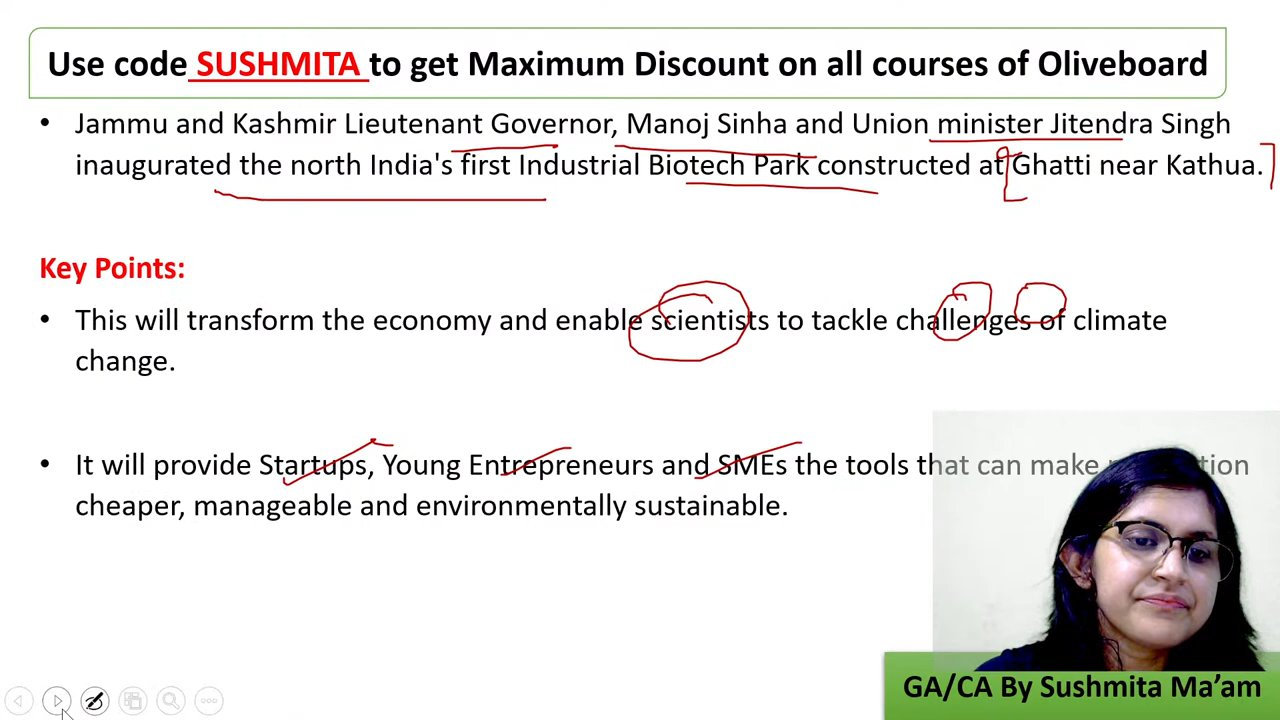 Use code SUSHMITA to get Maximum Discount on all courses of Oliveboard
• Jammu and Kashmir Lieutenant Governor, Manoj Sinha and Union minister Jitendra Singh
inaugurated the north India's first Industrial Biotech Park constructed at Ghatti near Kathua.
Key Points:
• This will transform the economy and enable scientists to tackle challenges of climate
change.
• It will provide Startups, Young Entrepreneurs and SMEs the tools that can make
cheaper, manageable and environmentally sustainable.
GA/CA By Sushmita Ma'am